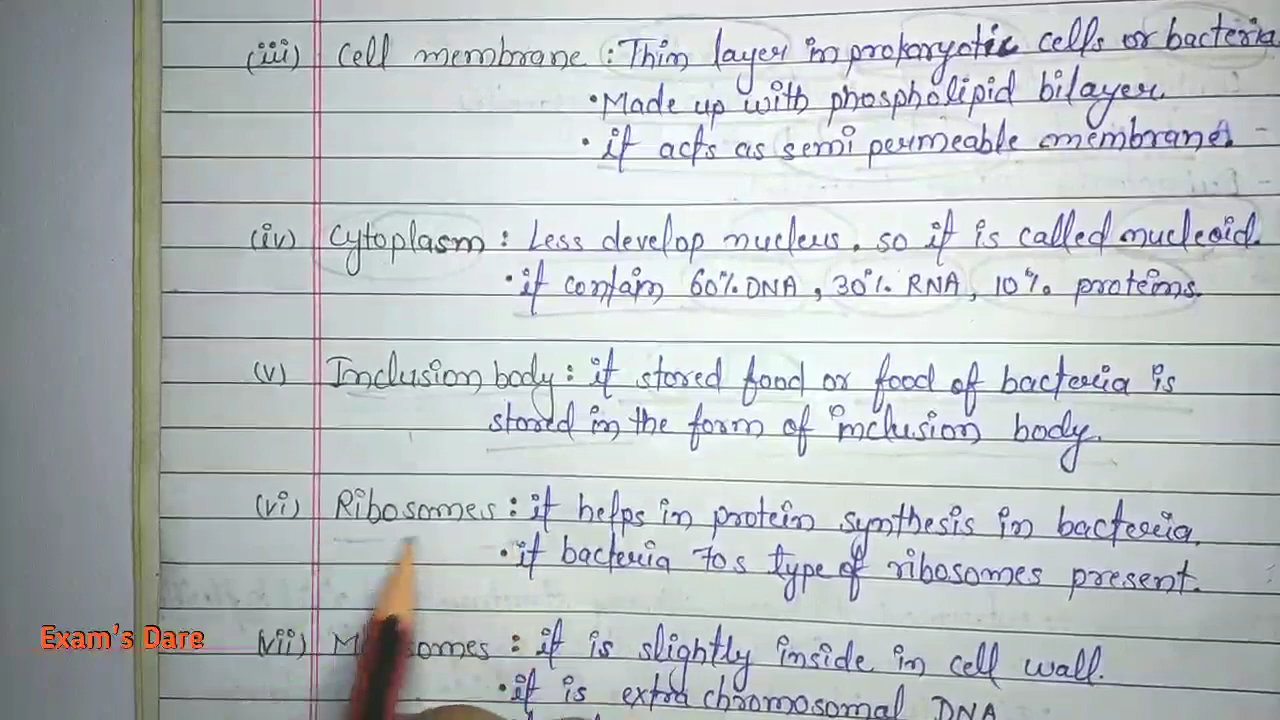 (iii) Cell membrane : Thin layer in prokaryotic cells or bacteria
• Made up with phospholipid bilayer.
• it acts as semi permeable membrane.
(iv) Cytoplasm : Less develop nucleus. so it is called nucleoid.
• it contain 60% DNA, 30% RNA, 10% proteins.
(v) Inclusion body : it stored food or food of bacteria is
stored in the form of inclusion body.
(vi) Ribosomes : it helps in protein synthesis in bacteria.
• it bacteria 70s type of ribosomes present.
Exam's Dare
(vii) : it is slightly inside in cell wall.
• it is extra chromosomal DNA